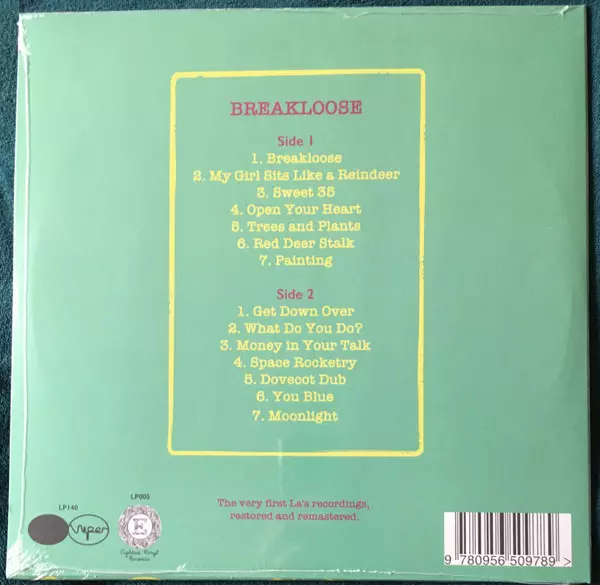 BREAKLOOSE
Side 1
1. Breakloose
2. My Girl Sits Like a Reindeer
3. Sweet 35
4. Open Your Heart
5. Trees and Plants
6. Red Deer Stalk
7. Painting
Side 2
1. Get Down Over
2. What Do You Do?
3. Money in Your Talk
4. Space Rocketry
5. Dovecot Dub
6. You Blue
7. Moonlight
The very first La's recordings,
restored and remastered.
LP140
viper
LP005
E
Records
9 780956 509789 >